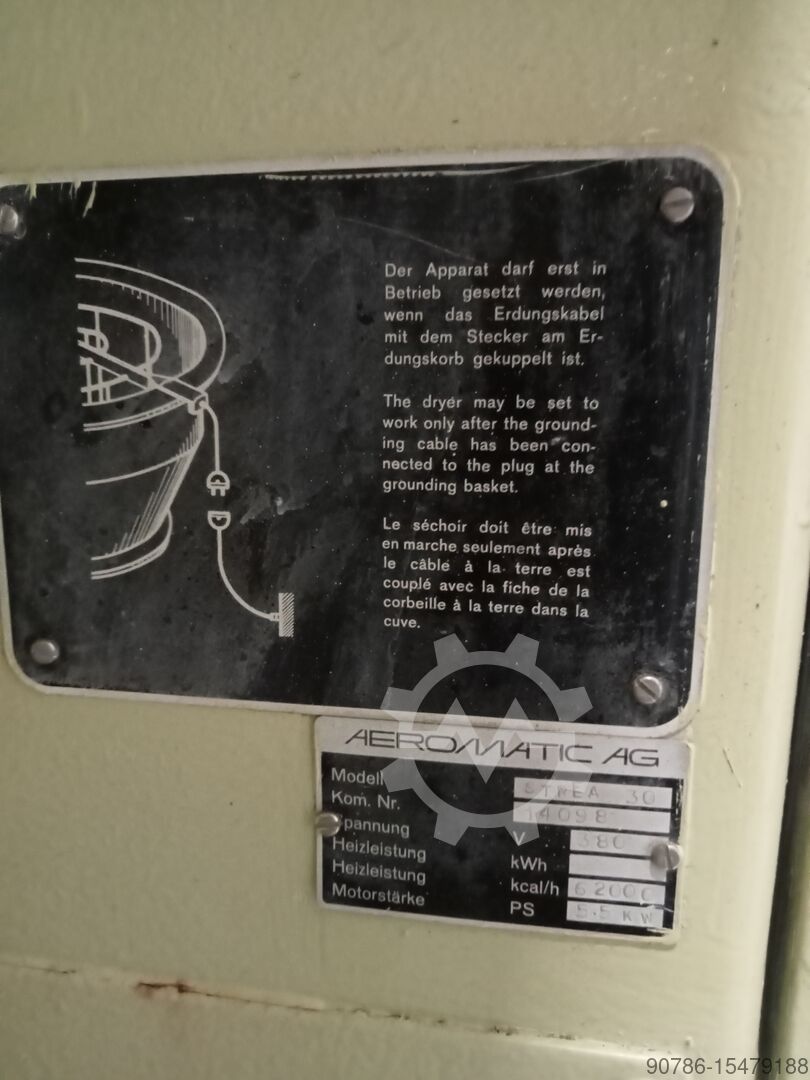 Der Apparat darf erst in
Betrieb gesetzt werden,
wenn das Erdungskabel
mit dem Stecker am Er-
dungskorb gekuppelt ist.
The dryer may be set to
work only after the ground-
ing cable has been con-
nected to the plug at the
grounding basket.
Le séchoir doit être mis
en marche seulement après
le câble à la terre est
couplé avec la fiche de la
corbeille à la terre dans la
cuve.
AEROMATIC AG
Modell STREA 30
Kom. Nr. 14098
Spannung V 380
Heizleistung kWh
Heizleistung kcal/h 62000
Motorstärke PS 5.5 KW
90786-15479188